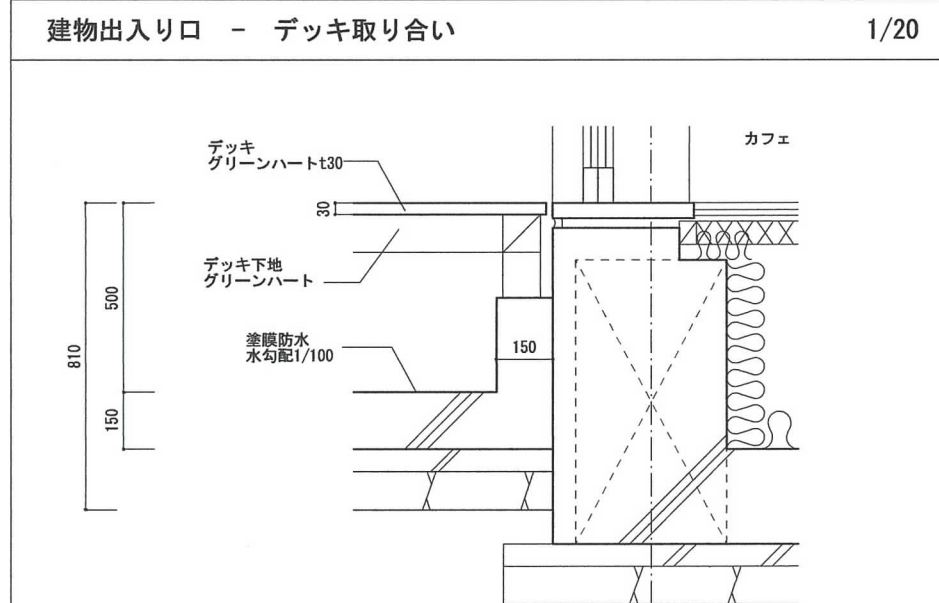 建物出入り口 － デッキ取り合い
1/20
カフェ
デッキ
グリーンハートt30
30
デッキ下地
グリーンハート
500
塗膜防水
水勾配1/100
150
810
150